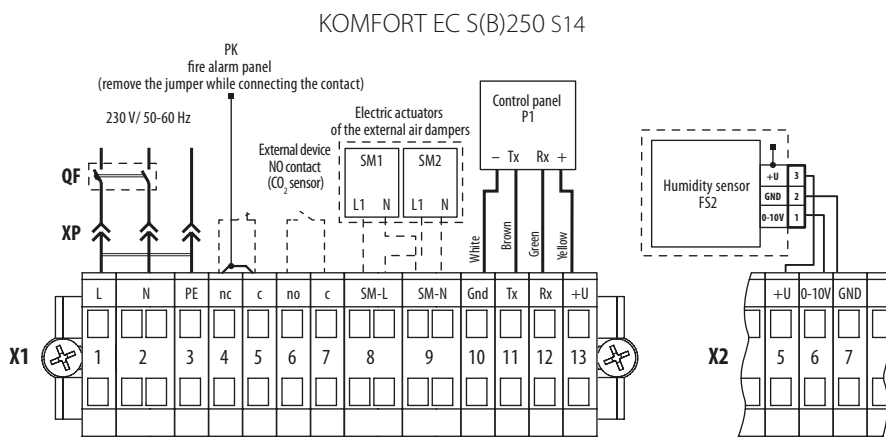 KOMFORT EC S(B)250 S14
PK
fire alarm panel
(remove the jumper while connecting the contact)
230 V/ 50-60 Hz
QF
XP
External device
NO contact
(CO2 sensor)
Electric actuators
of the external air dampers
SM1 SM2
L1 N L1 N
Control panel
P1
– Tx Rx +
White Brown Green Yellow
Humidity sensor
FS2
+U 3
GND 2
0-10V 1
L N PE nc c no c SM-L SM-N Gnd Tx Rx +U
X1 1 2 3 4 5 6 7 8 9 10 11 12 13
+U 0-10V GND
X2 5 6 7